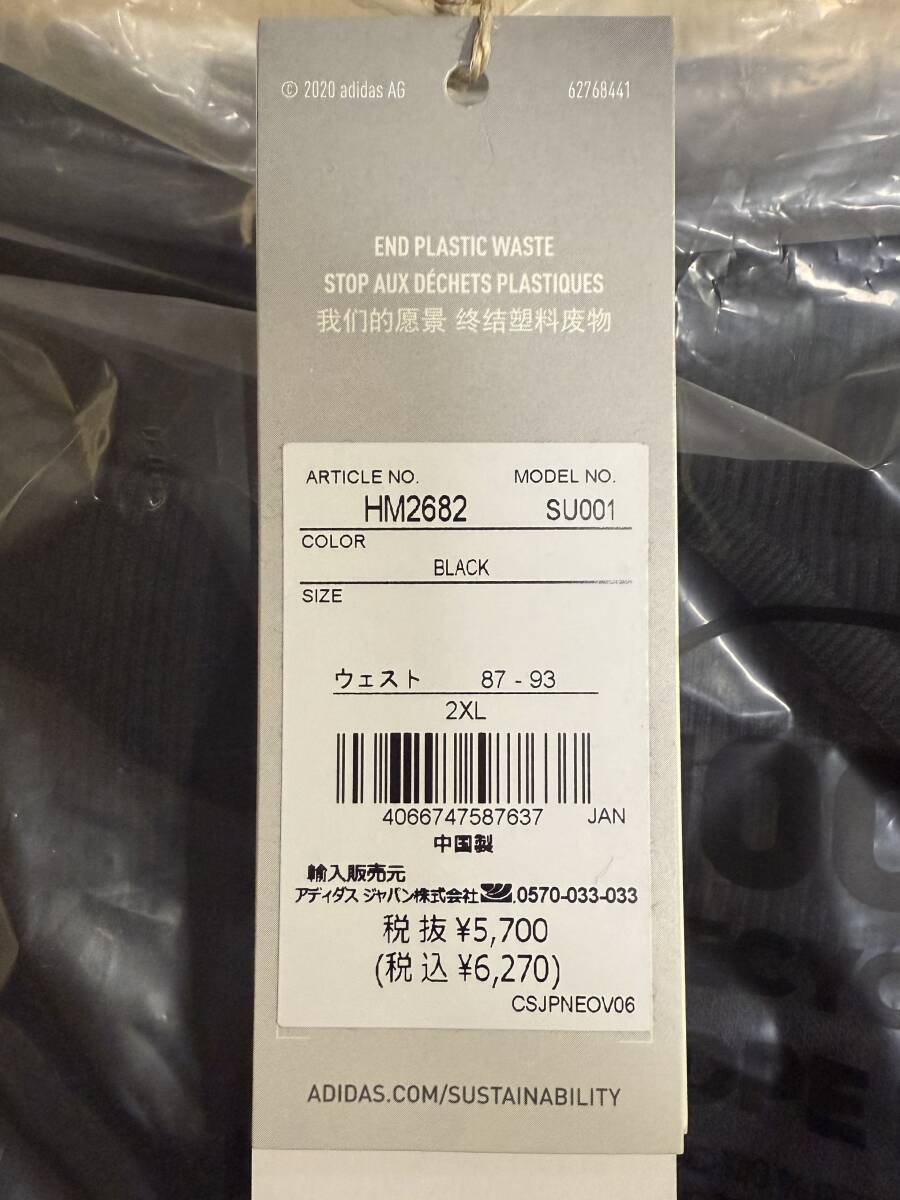 © 2020 adidas AG 62768441
END PLASTIC WASTE
STOP AUX DÉCHETS PLASTIQUES
我们的愿景 终结塑料废物
ARTICLE NO. MODEL NO.
HM2682 SU001
COLOR
BLACK
SIZE
ウェスト 87 - 93
2XL
4066747587637 JAN
中国製
輸入販売元
アディダス ジャパン株式会社 .0570-033-033
税抜 ¥5,700
(税込 ¥6,270)
CSJPNEOV06
ADIDAS.COM/SUSTAINABILITY